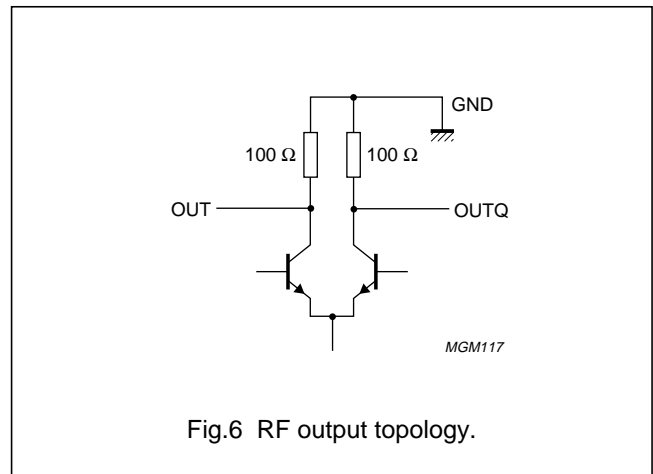 GND
100 Ω
100 Ω
OUT
OUTQ
MGM117
Fig.6 RF output topology.